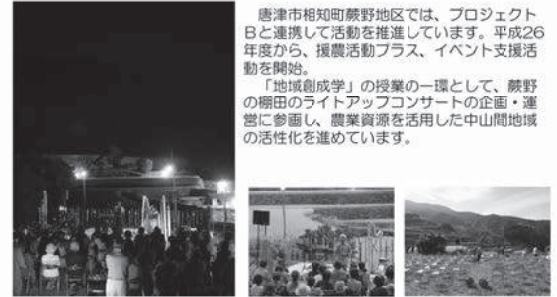 唐津市相知町蕨野地区では、プロジェクト
Bと連携して活動を推進しています。平成26
年度から、援農活動プラス、イベント支援活
動を開始。
「地域創成学」の授業の一環として、蕨野
の棚田のライトアップコンサートの企画・運
営に参画し、農業資源を活用した中山間地域
の活性化を進めています。